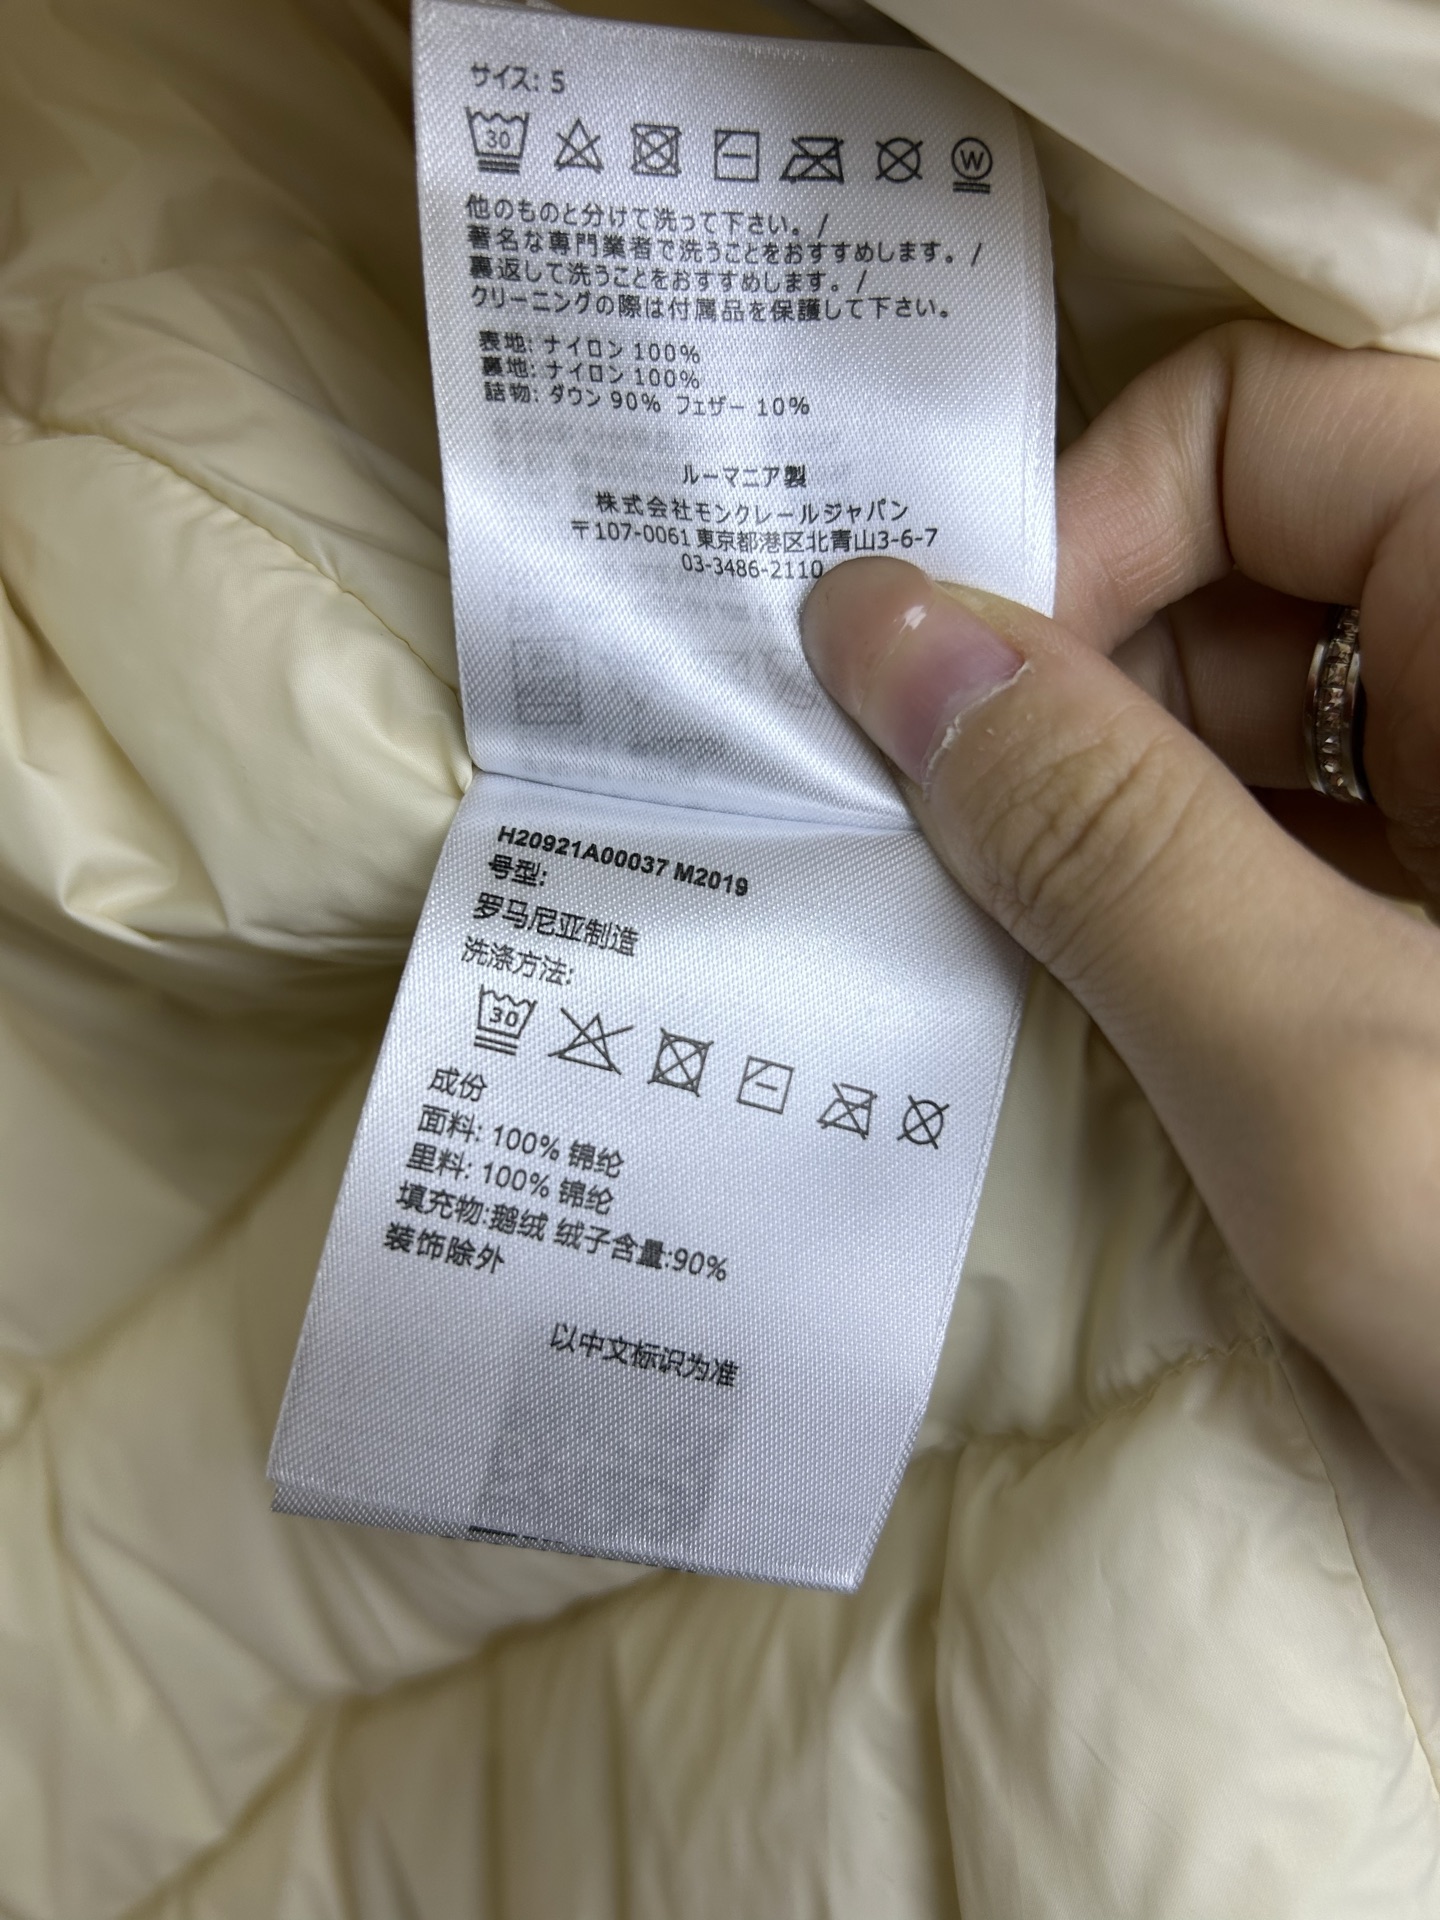 サイズ: 5
30
W
他のものと分けて洗って下さい。 /
著名な専門業者で洗うことをおすすめします。 /
裏返して洗うことをおすすめします。 /
クリーニングの際は付属品を保護して下さい。
表地: ナイロン 100%
裏地: ナイロン 100%
詰物: ダウン 90% フェザー 10%
ルーマニア製
株式会社モンクレールジャパン
〒107-0061 東京都港区北青山3-6-7
03-3486-2110
H20921A00037 M2019
号型:
罗马尼亚制造
洗涤方法:
30
成份
面料: 100% 锦纶
里料: 100% 锦纶
填充物:鹅绒 绒子含量:90%
装饰除外
以中文标识为准